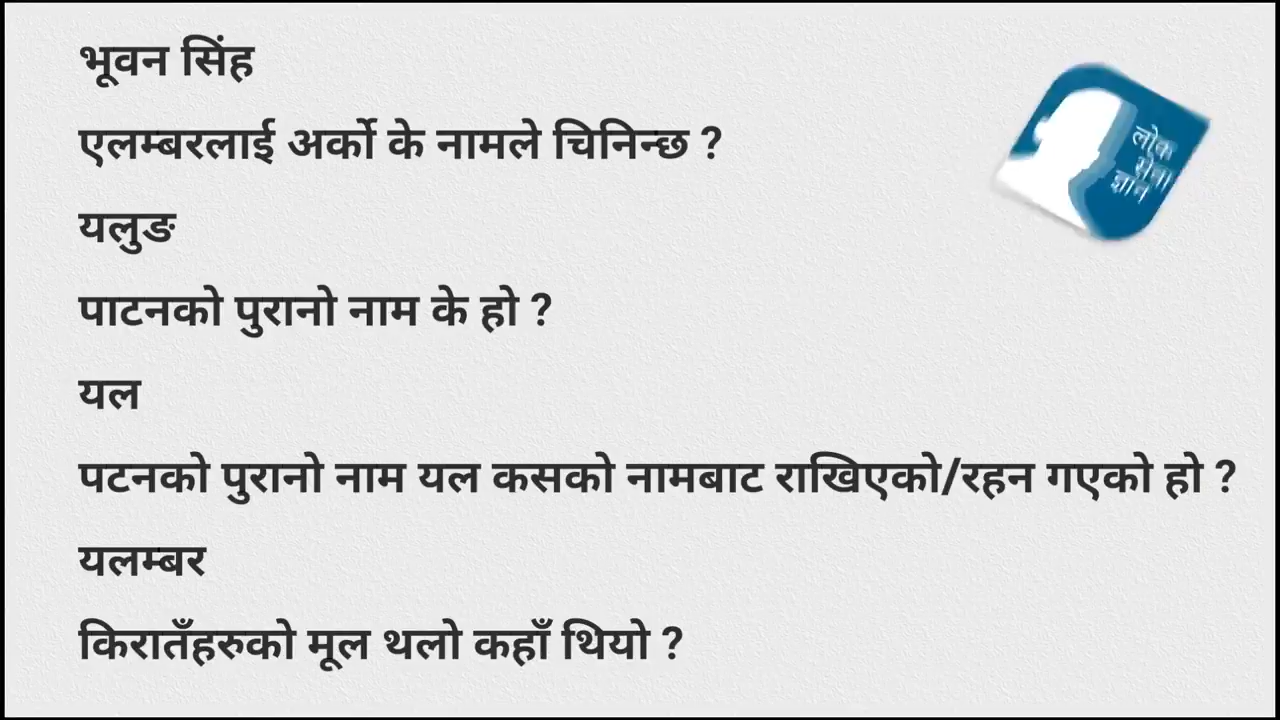 भूवन सिंह
एलम्बरलाई अर्को के नामले चिनिन्छ ?
यलुङ
पाटनको पुरानो नाम के हो ?
यल
पटनको पुरानो नाम यल कसको नामबाट राखिएको/रहन गएको हो ?
यलम्बर
किरातँहरुको मूल थलो कहाँ थियो ?
लोक
सेवा
ज्ञान